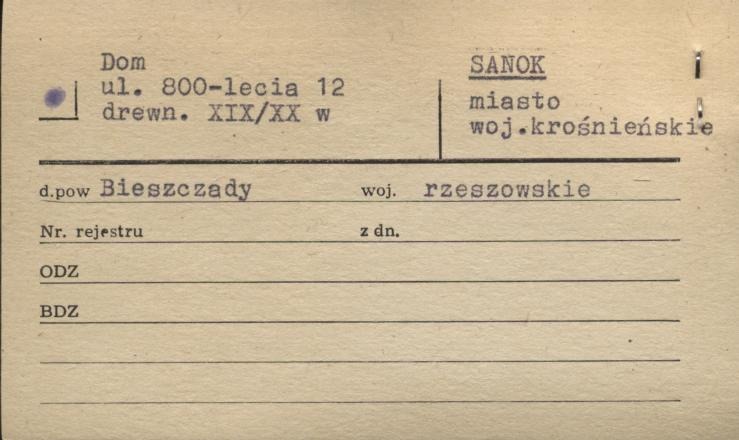 Dom
ul. 800-lecia 12
drewn. XIX/XX w
SANOK
miasto
woj.krośnieńskie
d.pow Bieszczady woj. rzeszowskie
Nr. rejestru z dn.
ODZ
BDZ